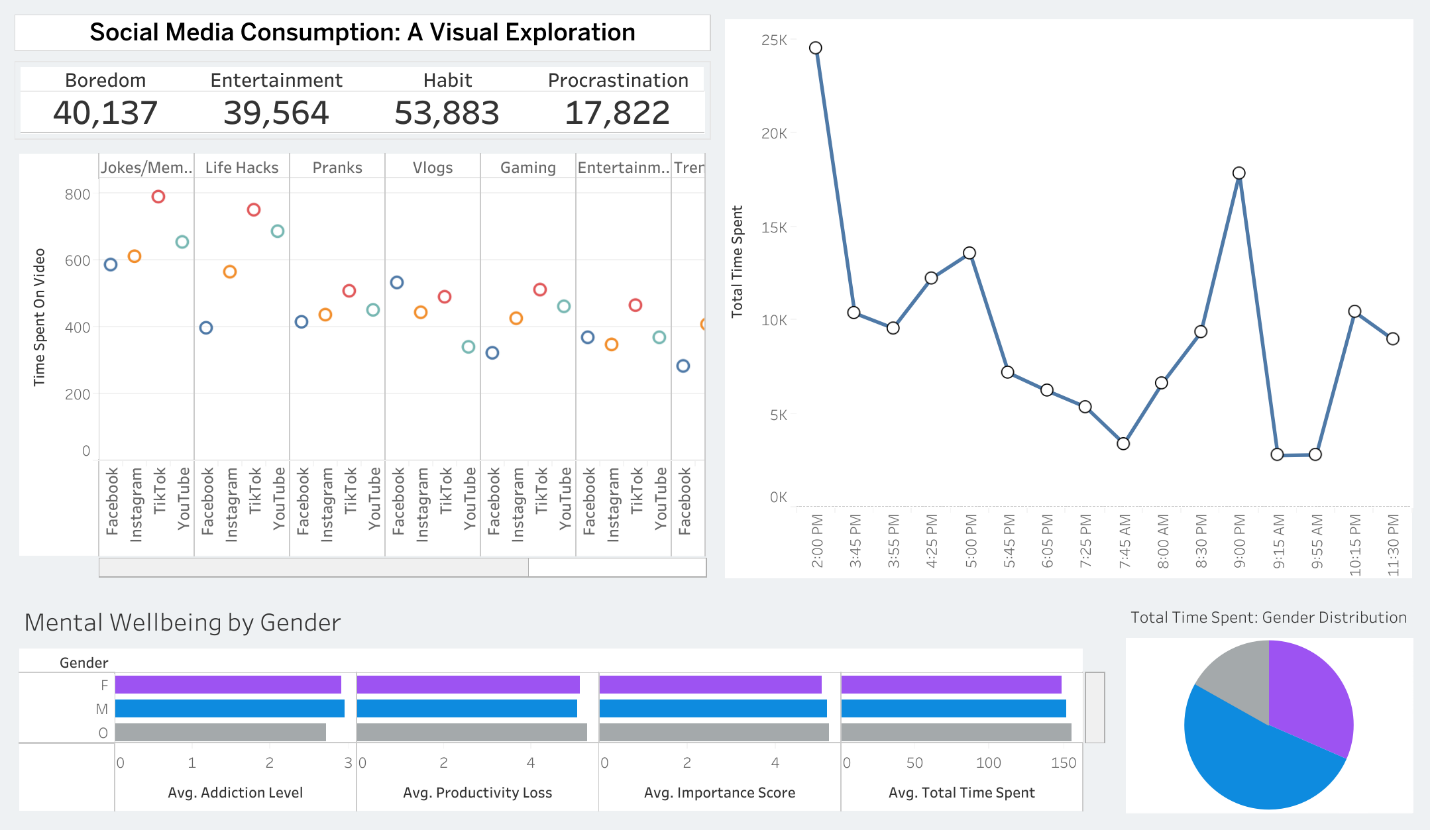 Social Media Consumption: A Visual Exploration
Boredom Entertainment Habit Procrastination
40,137 39,564 53,883 17,822
Jokes/Mem.. Life Hacks Pranks Vlogs Gaming Entertainm.. Trer
Time Spent On Video
800
600
400
200
0
Facebook Instagram TikTok YouTube Facebook Instagram TikTok YouTube Facebook Instagram TikTok YouTube Facebook Instagram TikTok YouTube Facebook Instagram TikTok YouTube Facebook Instagram TikTok YouTube Facebook
Total Time Spent
25K
20K
15K
10K
5K
0K
2:00 PM 3:45 PM 3:55 PM 4:25 PM 5:00 PM 5:45 PM 6:05 PM 7:25 PM 7:45 AM 8:00 AM 8:30 PM 9:00 PM 9:15 AM 9:55 AM 10:15 PM 11:30 PM
Mental Wellbeing by Gender
Gender
F
M
O
0 1 2 3 0 2 4 0 2 4 0 50 100 150
Avg. Addiction Level Avg. Productivity Loss Avg. Importance Score Avg. Total Time Spent
Total Time Spent: Gender Distribution